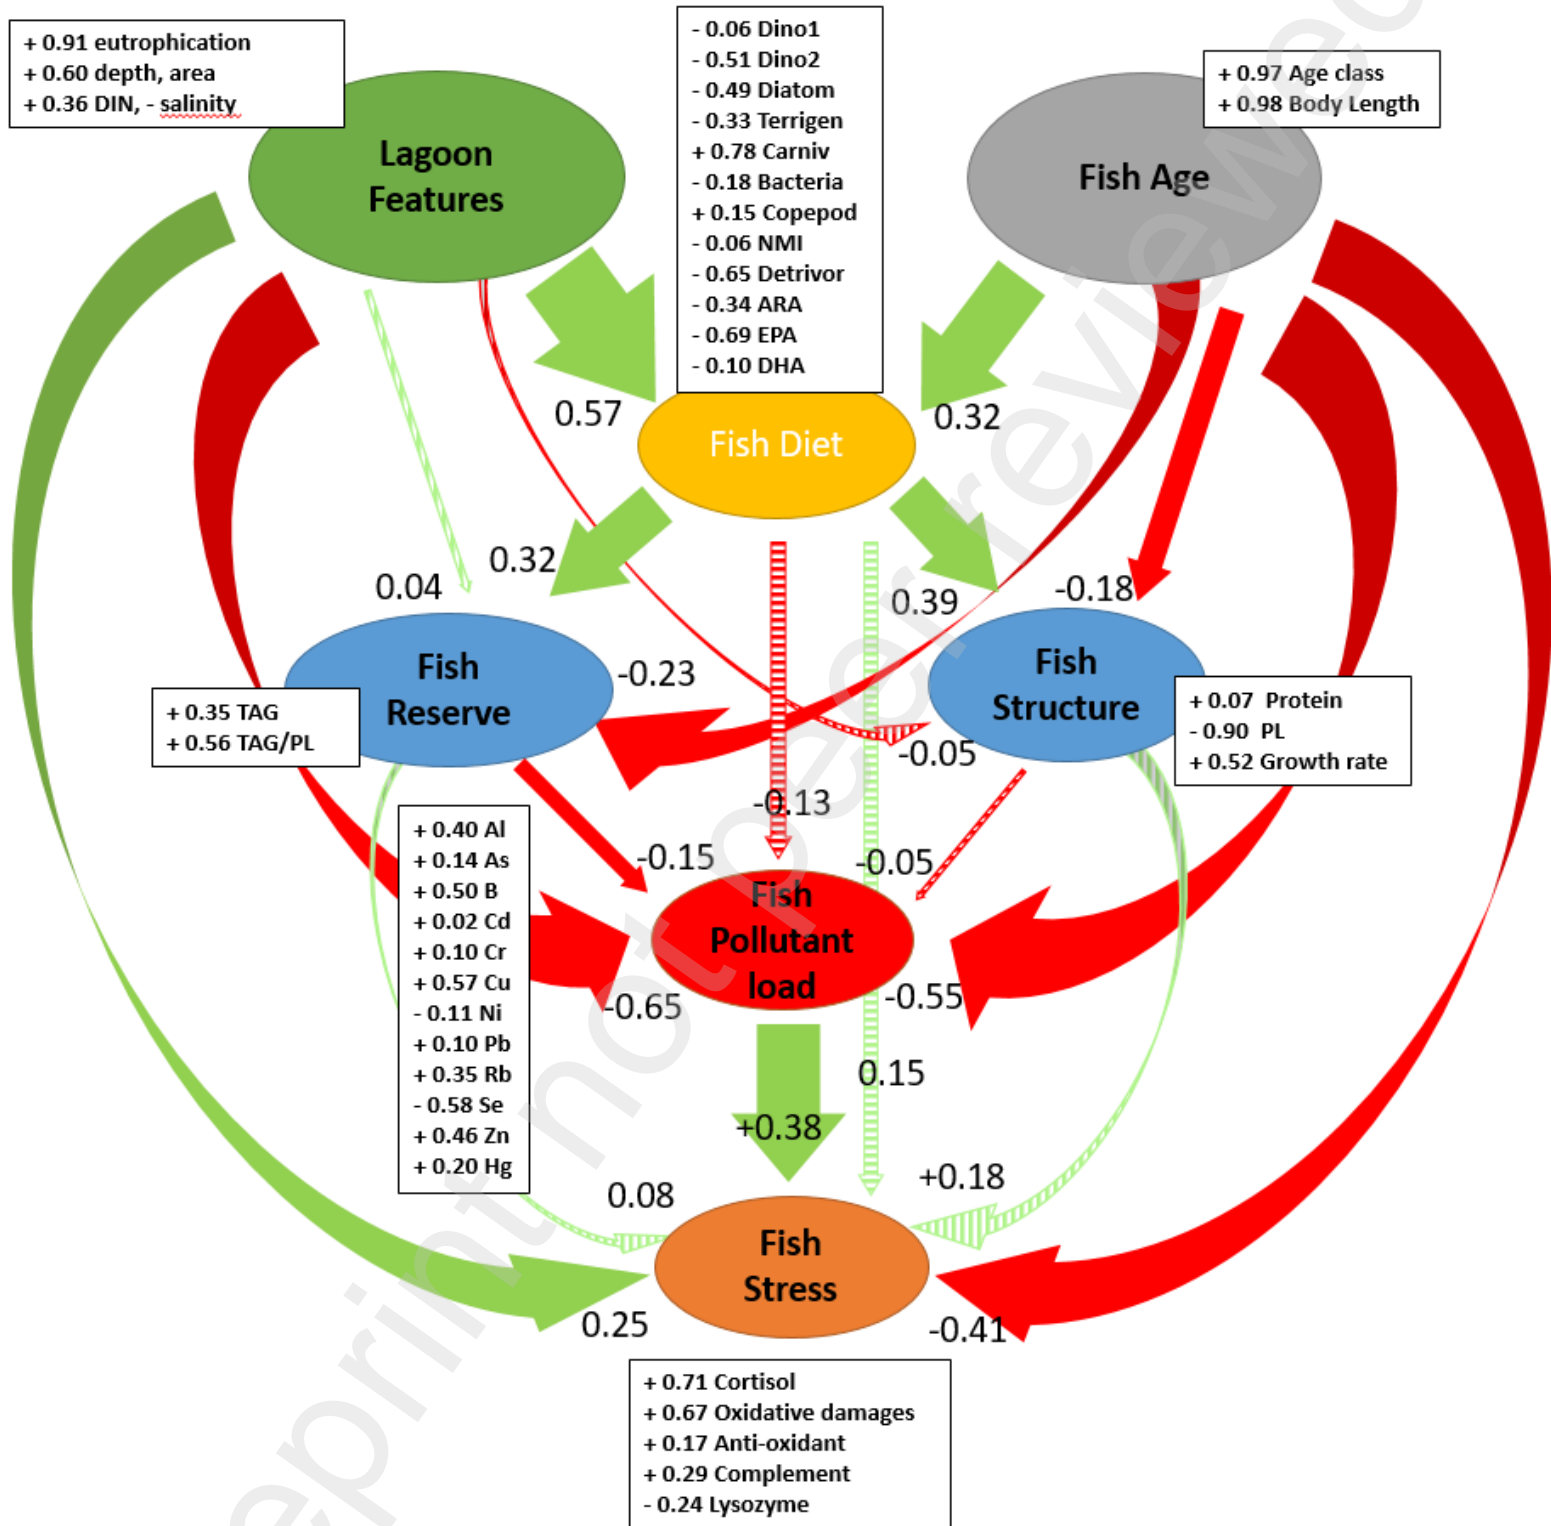 + 0.91 eutrophication
+ 0.60 depth, area
+ 0.36 DIN, - salinity
Lagoon
Features
- 0.06 Dino1
- 0.51 Dino2
- 0.49 Diatom
- 0.33 Terrigen
+ 0.78 Carniv
- 0.18 Bacteria
+ 0.15 Copepod
- 0.06 NMI
- 0.65 Detrivor
- 0.34 ARA
- 0.69 EPA
- 0.10 DHA
+ 0.97 Age class
+ 0.98 Body Length
Fish Age
0.57
0.32
Fish Diet
0.32
0.04
0.39
-0.18
Fish
Reserve
-0.23
+ 0.35 TAG
+ 0.56 TAG/PL
Fish
Structure
-0.05
+ 0.07 Protein
- 0.90 PL
+ 0.52 Growth rate
-0.13
-0.15
-0.05
+ 0.40 Al
+ 0.14 As
+ 0.50 B
+ 0.02 Cd
+ 0.10 Cr
+ 0.57 Cu
- 0.11 Ni
+ 0.10 Pb
+ 0.35 Rb
- 0.58 Se
+ 0.46 Zn
+ 0.20 Hg
Fish
Pollutant
load
-0.65
-0.55
0.15
+0.38
0.08
+0.18
Fish
Stress
0.25
-0.41
+ 0.71 Cortisol
+ 0.67 Oxidative damages
+ 0.17 Anti-oxidant
+ 0.29 Complement
- 0.24 Lysozyme
eprint not peer reviewed